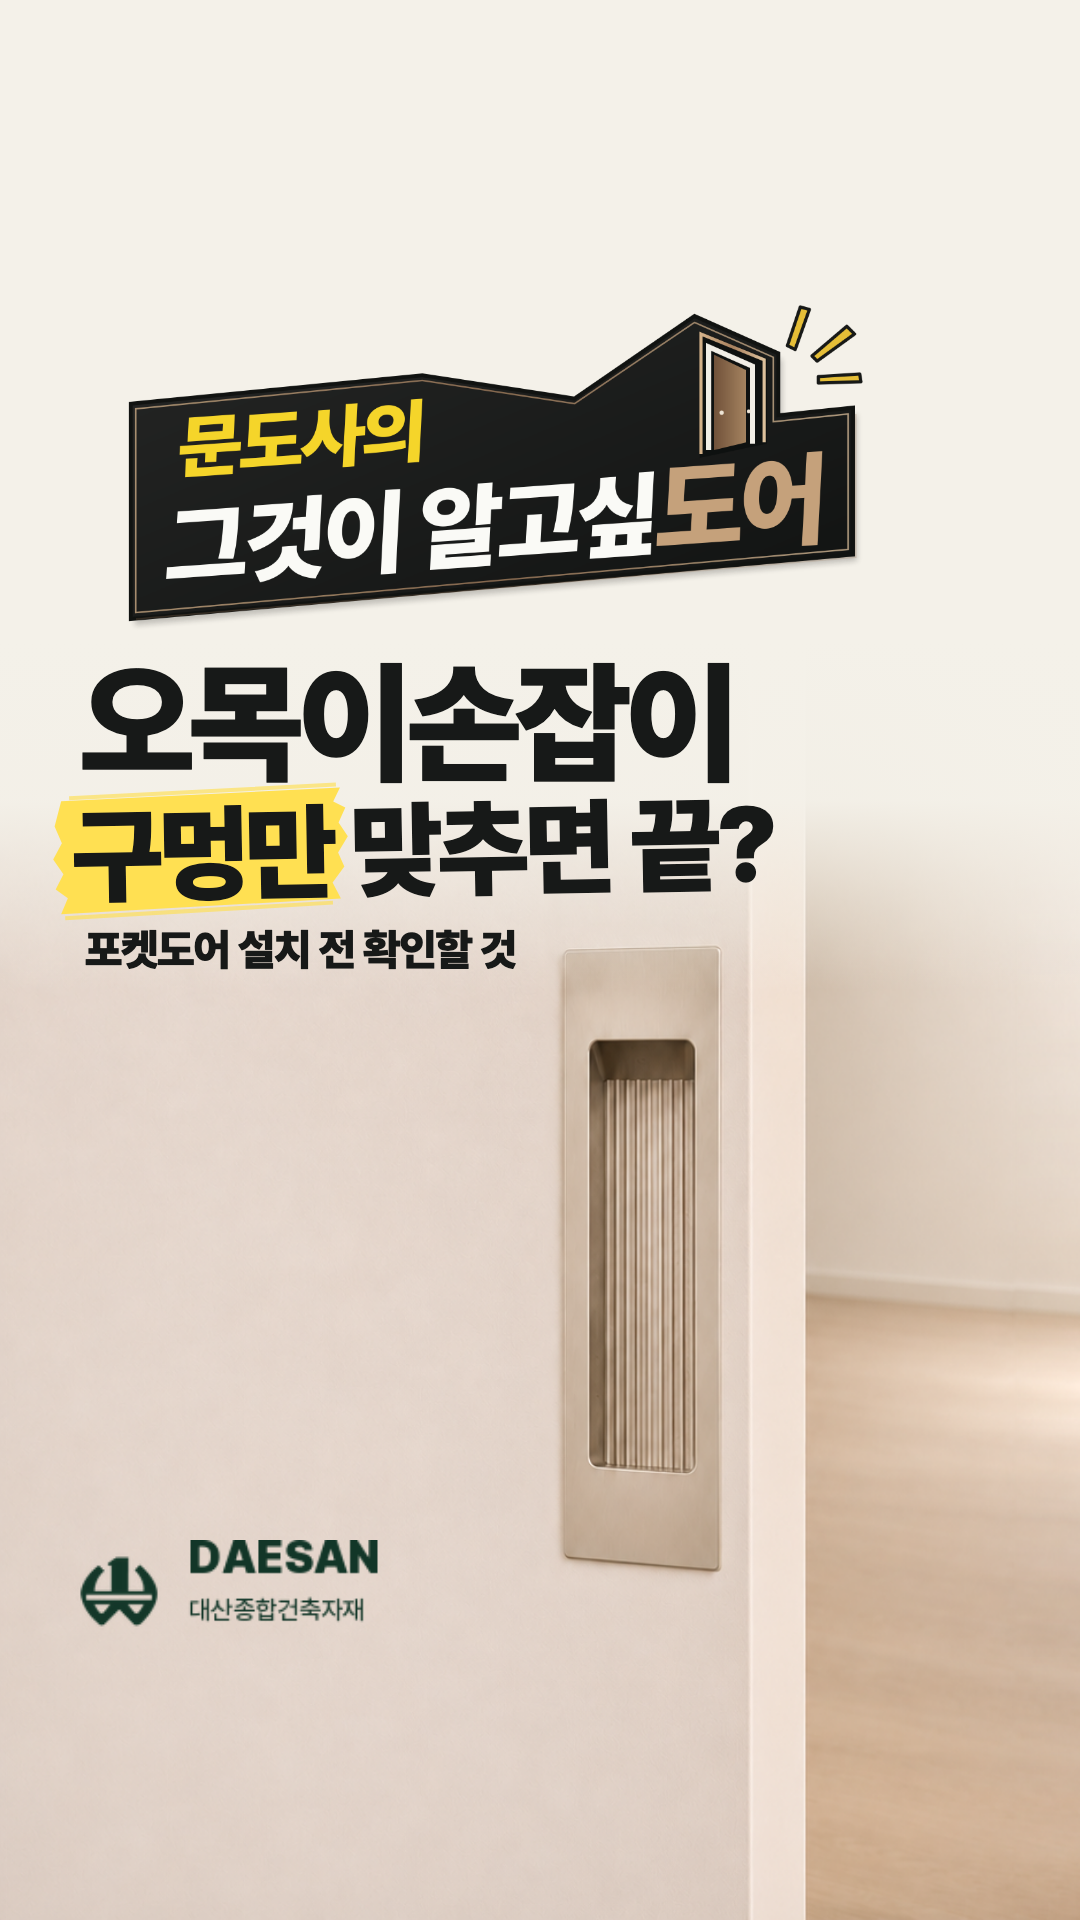 문도사의
그것이 알고싶도어
오목이손잡이
구멍만 맞추면 끝?
포켓도어 설치 전 확인할 것
DAESAN
대산종합건축자재